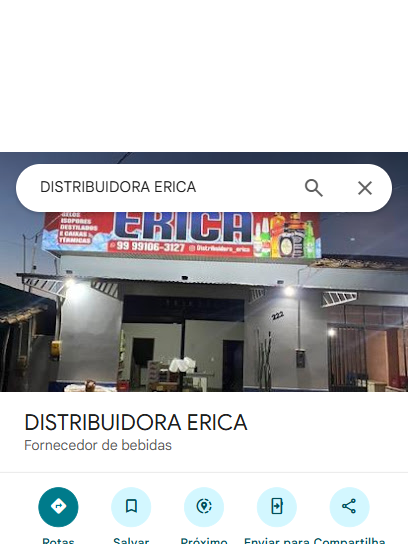 DISTRIBUIDORA ERICA
GELOS
ISOPORES
DESTILADOS
E CAIXAS
TÉRMICAS
ERICA
99 99106-3127
Distribuidora_erica
222
DISTRIBUIDORA ERICA
Fornecedor de bebidas
Rotas
Salvar
Próximo
Enviar para
Compartilha